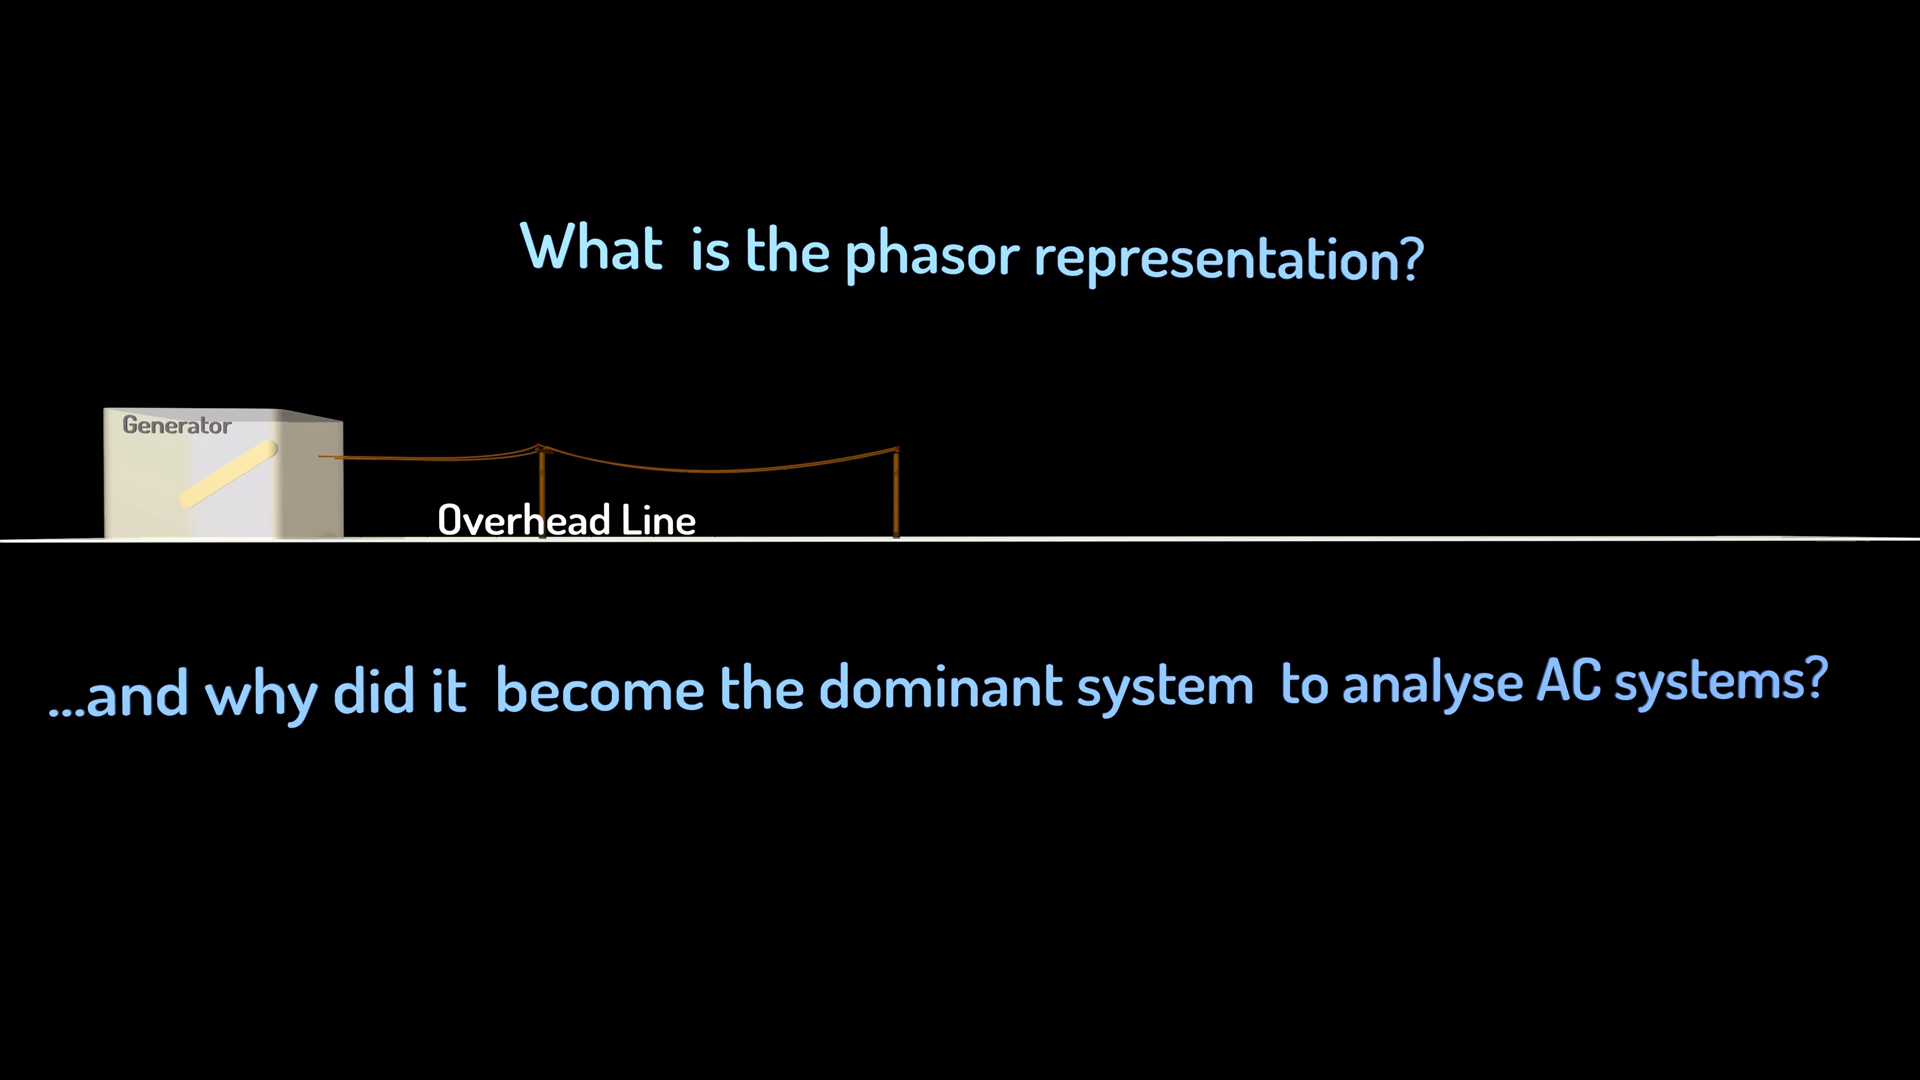 What is the phasor representation?
Generator
Overhead Line
...and why did it become the dominant system to analyse AC systems?